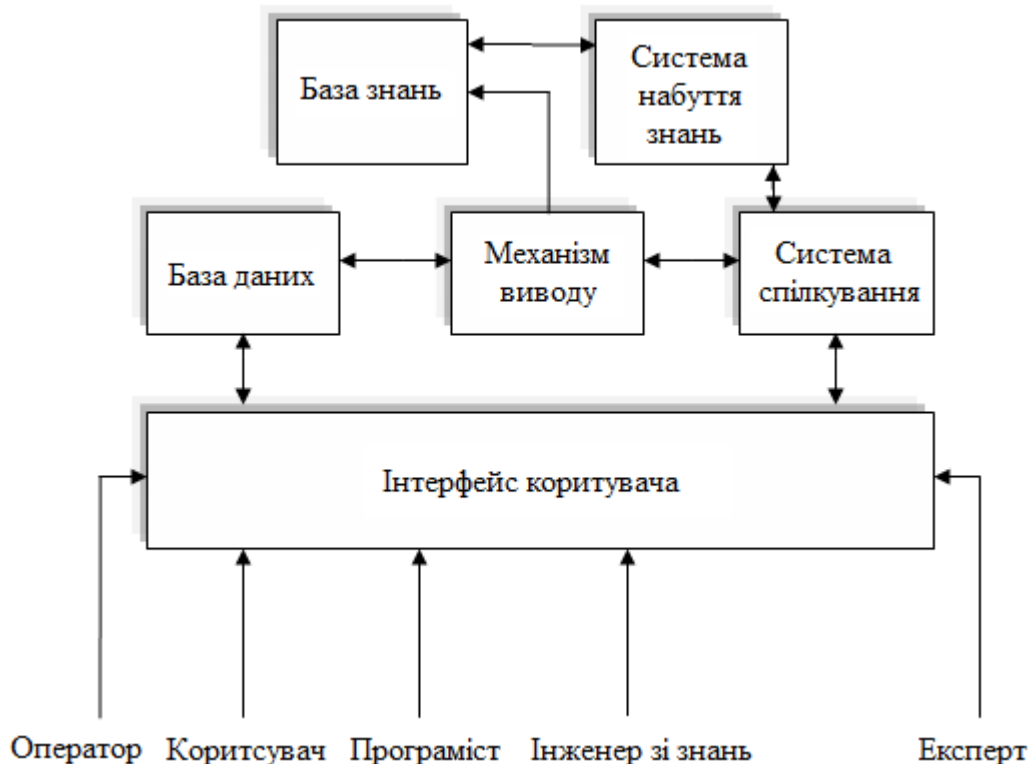 База знань
Система
набуття
знань
База даних
Механізм
виводу
Система
спілкування
Інтерфейс коритувача
Оператор
Коритсувач
Програміст
Інженер зі знань
Експерт